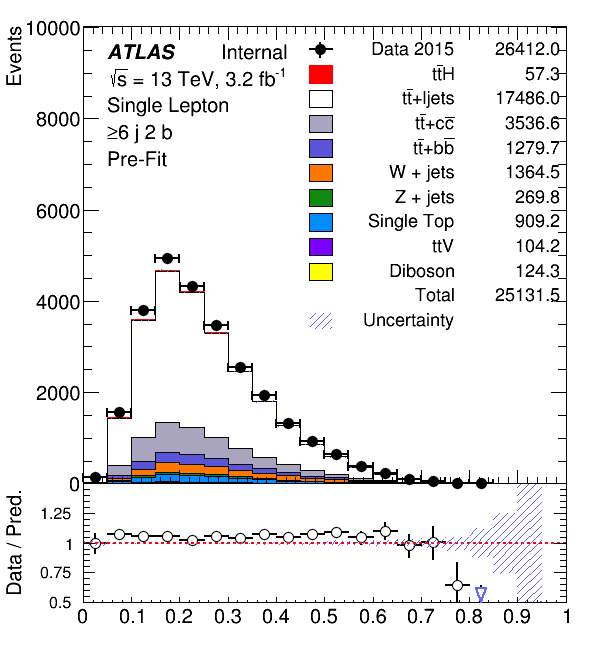 10000
8000
6000
4000
2000
0
Events
ATLAS Internal
√s = 13 TeV, 3.2 fb⁻¹
Single Lepton
≥6 j 2 b
Pre-Fit
Data 2015 26412.0
tt̄H 57.3
tt̄+ljets 17486.0
tt̄+cc̄ 3536.6
tt̄+bb̄ 1279.7
W + jets 1364.5
Z + jets 269.8
Single Top 909.2
ttV 104.2
Diboson 124.3
Total 25131.5
Uncertainty
Data / Pred.
1.25
1
0.75
0.5
0 0.1 0.2 0.3 0.4 0.5 0.6 0.7 0.8 0.9 1